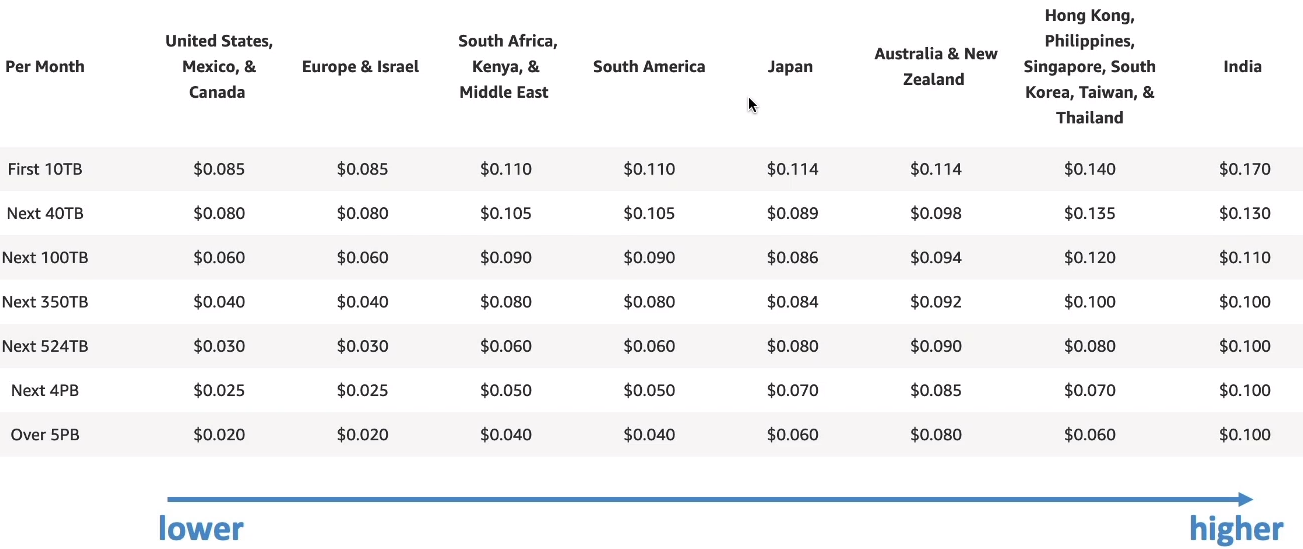 Per Month United States, Mexico, & Canada Europe & Israel South Africa, Kenya, & Middle East South America Japan Australia & New Zealand Hong Kong, Philippines, Singapore, South Korea, Taiwan, & Thailand India
First 10TB $0.085 $0.085 $0.110 $0.110 $0.114 $0.114 $0.140 $0.170
Next 40TB $0.080 $0.080 $0.105 $0.105 $0.089 $0.098 $0.135 $0.130
Next 100TB $0.060 $0.060 $0.090 $0.090 $0.086 $0.094 $0.120 $0.110
Next 350TB $0.040 $0.040 $0.080 $0.080 $0.084 $0.092 $0.100 $0.100
Next 524TB $0.030 $0.030 $0.060 $0.060 $0.080 $0.090 $0.080 $0.100
Next 4PB $0.025 $0.025 $0.050 $0.050 $0.070 $0.085 $0.070 $0.100
Over 5PB $0.020 $0.020 $0.040 $0.040 $0.060 $0.080 $0.060 $0.100
lower higher